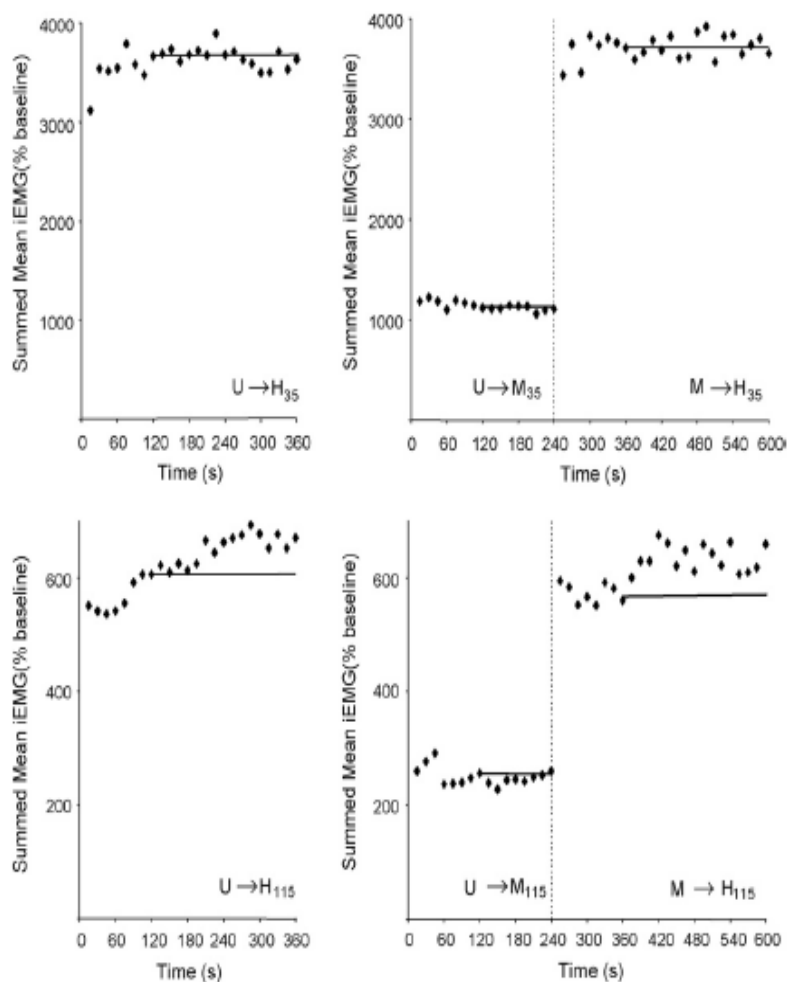 Summed Mean iEMG(% baseline)
4000
3000
2000
1000
U→H₃₅
0 60 120 180 240 300 360
Time (s)
Summed Mean iEMG(% baseline)
4000
3000
2000
1000
U→M₃₅ M→H₃₅
0 60 120 180 240 300 360 420 480 540 600
Time (s)
Summed Mean iEMG(% baseline)
600
400
200
U→H₁₁₅
0 60 120 180 240 300 360
Time (s)
Summed Mean iEMG(% baseline)
600
400
200
U→M₁₁₅ M→H₁₁₅
0 60 120 180 240 300 360 420 480 540 600
Time (s)